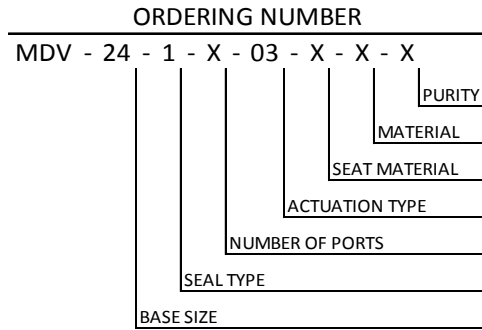 ORDERING NUMBER
MDV - 24 - 1 - X - 03 - X - X - X
PURITY
MATERIAL
SEAT MATERIAL
ACTUATION TYPE
NUMBER OF PORTS
SEAL TYPE
BASE SIZE